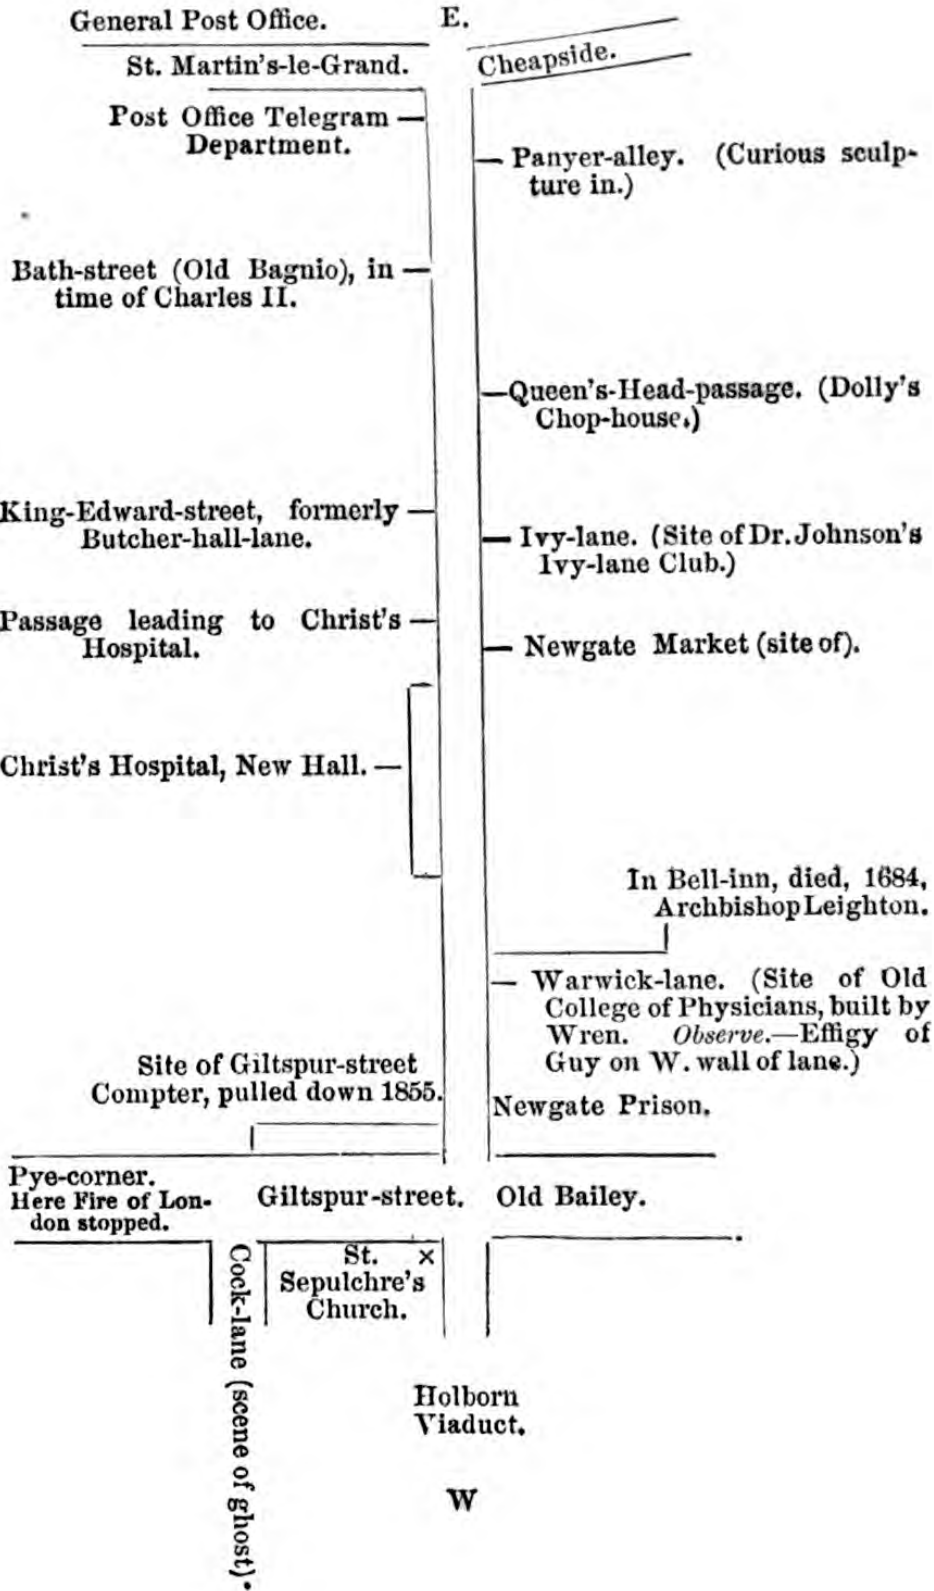 General Post Office.
E.
St. Martin's-le-Grand.
Cheapside.
Post Office Telegram —
Department.
— Panyer-alley. (Curious sculp-
ture in.)
Bath-street (Old Bagnio), in —
time of Charles II.
—Queen's-Head-passage. (Dolly's
Chop-house.)
King-Edward-street, formerly —
Butcher-hall-lane.
— Ivy-lane. (Site of Dr. Johnson's
Ivy-lane Club.)
Passage leading to Christ's —
Hospital.
— Newgate Market (site of).
Christ's Hospital, New Hall. —
In Bell-inn, died, 1684,
Archbishop Leighton.
— Warwick-lane. (Site of Old
College of Physicians, built by
Wren. Observe.—Effigy of
Guy on W. wall of lane.)
Site of Giltspur-street
Compter, pulled down 1855.
Newgate Prison.
Pye-corner.
Here Fire of Lon-
don stopped.
Giltspur-street.
Old Bailey.
St. ×
Sepulchre's
Church.
Cock-lane (scene of ghost).
Holborn
Viaduct.
W